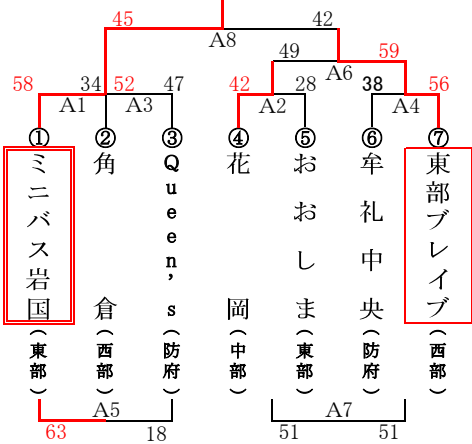 45 42
A8
49 59
A6
58 34 52 47 42 28 38 56
A1 A3 A2 A4
① ② ③ ④ ⑤ ⑥ ⑦
ミニバス岩国(東部)
角倉(西部)
Queen's(防府)
花岡(中部)
おおしま(東部)
牟礼中央(防府)
東部ブレイブ(西部)
A5 A7
63 18 51 51